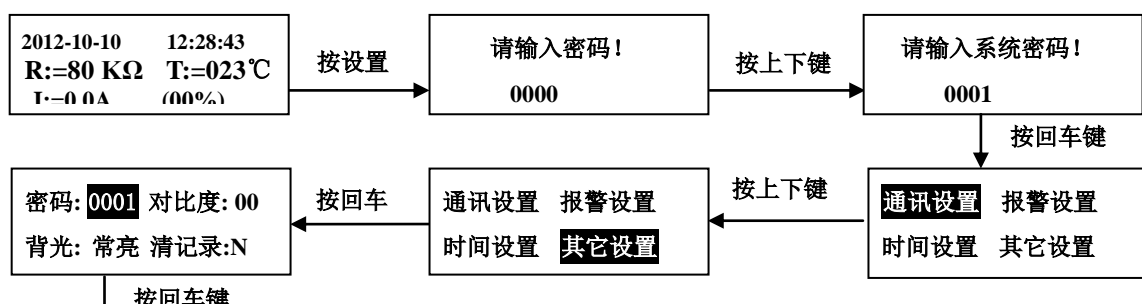 2012-10-10 12:28:43
R:=80 KΩ T:=023℃
I:=0.0A (00%)
按设置
请输入密码！
0000
按上下键
请输入系统密码！
0001
按回车键
通讯设置 报警设置
时间设置 其它设置
按上下键
通讯设置 报警设置
时间设置 其它设置
按回车
密码: 0001 对比度: 00
背光: 常亮 清记录:N
按回车键